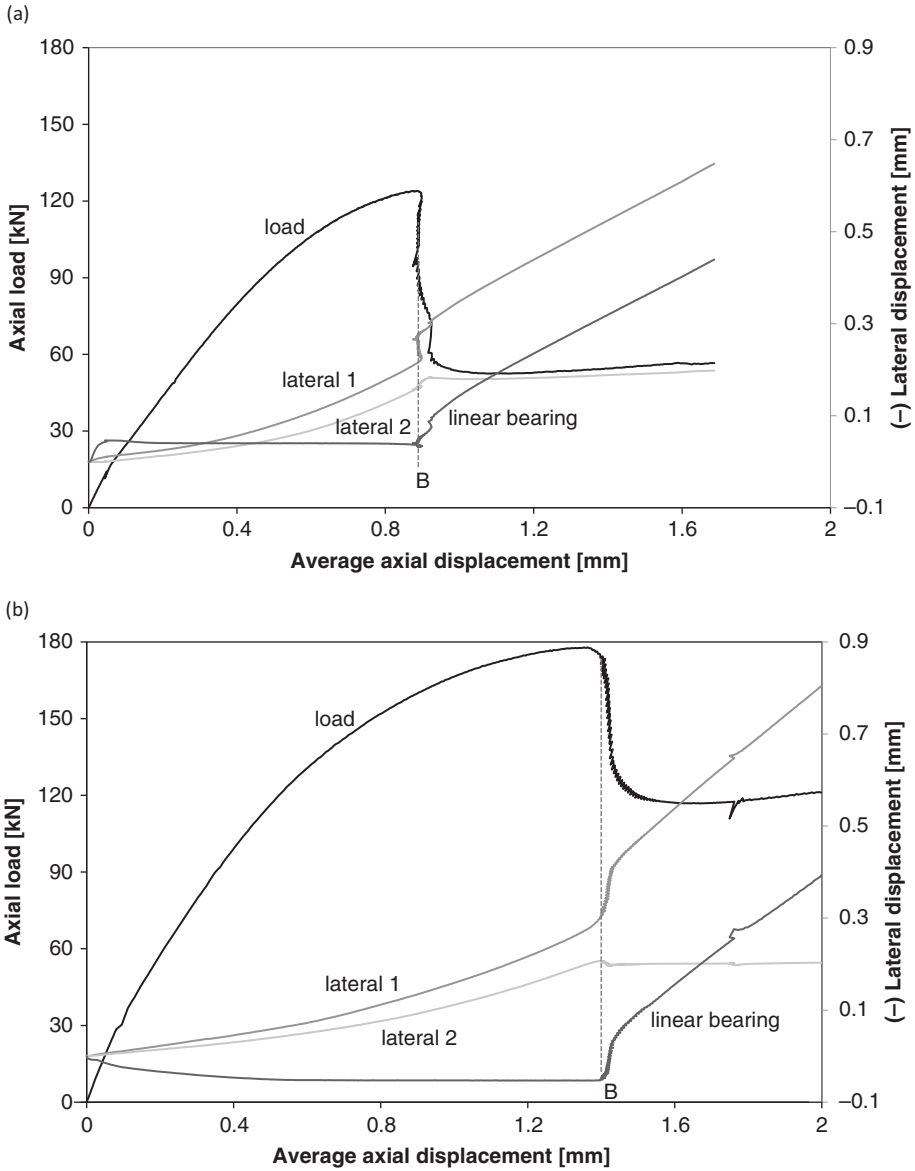 (a)
180
150
120
90
60
30
0
Axial load [kN]
0.9
0.7
0.5
0.3
0.1
–0.1
(–) Lateral displacement [mm]
load
lateral 1
lateral 2
linear bearing
B
0
0.4
0.8
1.2
1.6
2
Average axial displacement [mm]
(b)
180
150
120
90
60
30
0
Axial load [kN]
0.9
0.7
0.5
0.3
0.1
–0.1
(–) Lateral displacement [mm]
load
lateral 1
lateral 2
linear bearing
B
0
0.4
0.8
1.2
1.6
2
Average axial displacement [mm]